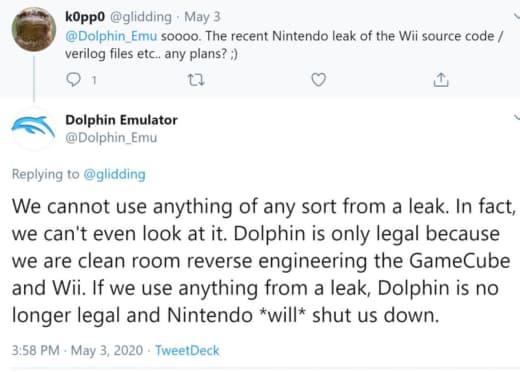 k0pp0 @glidding · May 3
@Dolphin_Emu soooo. The recent Nintendo leak of the Wii source code /
verilog files etc.. any plans? ;)
1
Dolphin Emulator
@Dolphin_Emu
Replying to @glidding
We cannot use anything of any sort from a leak. In fact,
we can't even look at it. Dolphin is only legal because
we are clean room reverse engineering the GameCube
and Wii. If we use anything from a leak, Dolphin is no
longer legal and Nintendo *will* shut us down.
3:58 PM · May 3, 2020 · TweetDeck